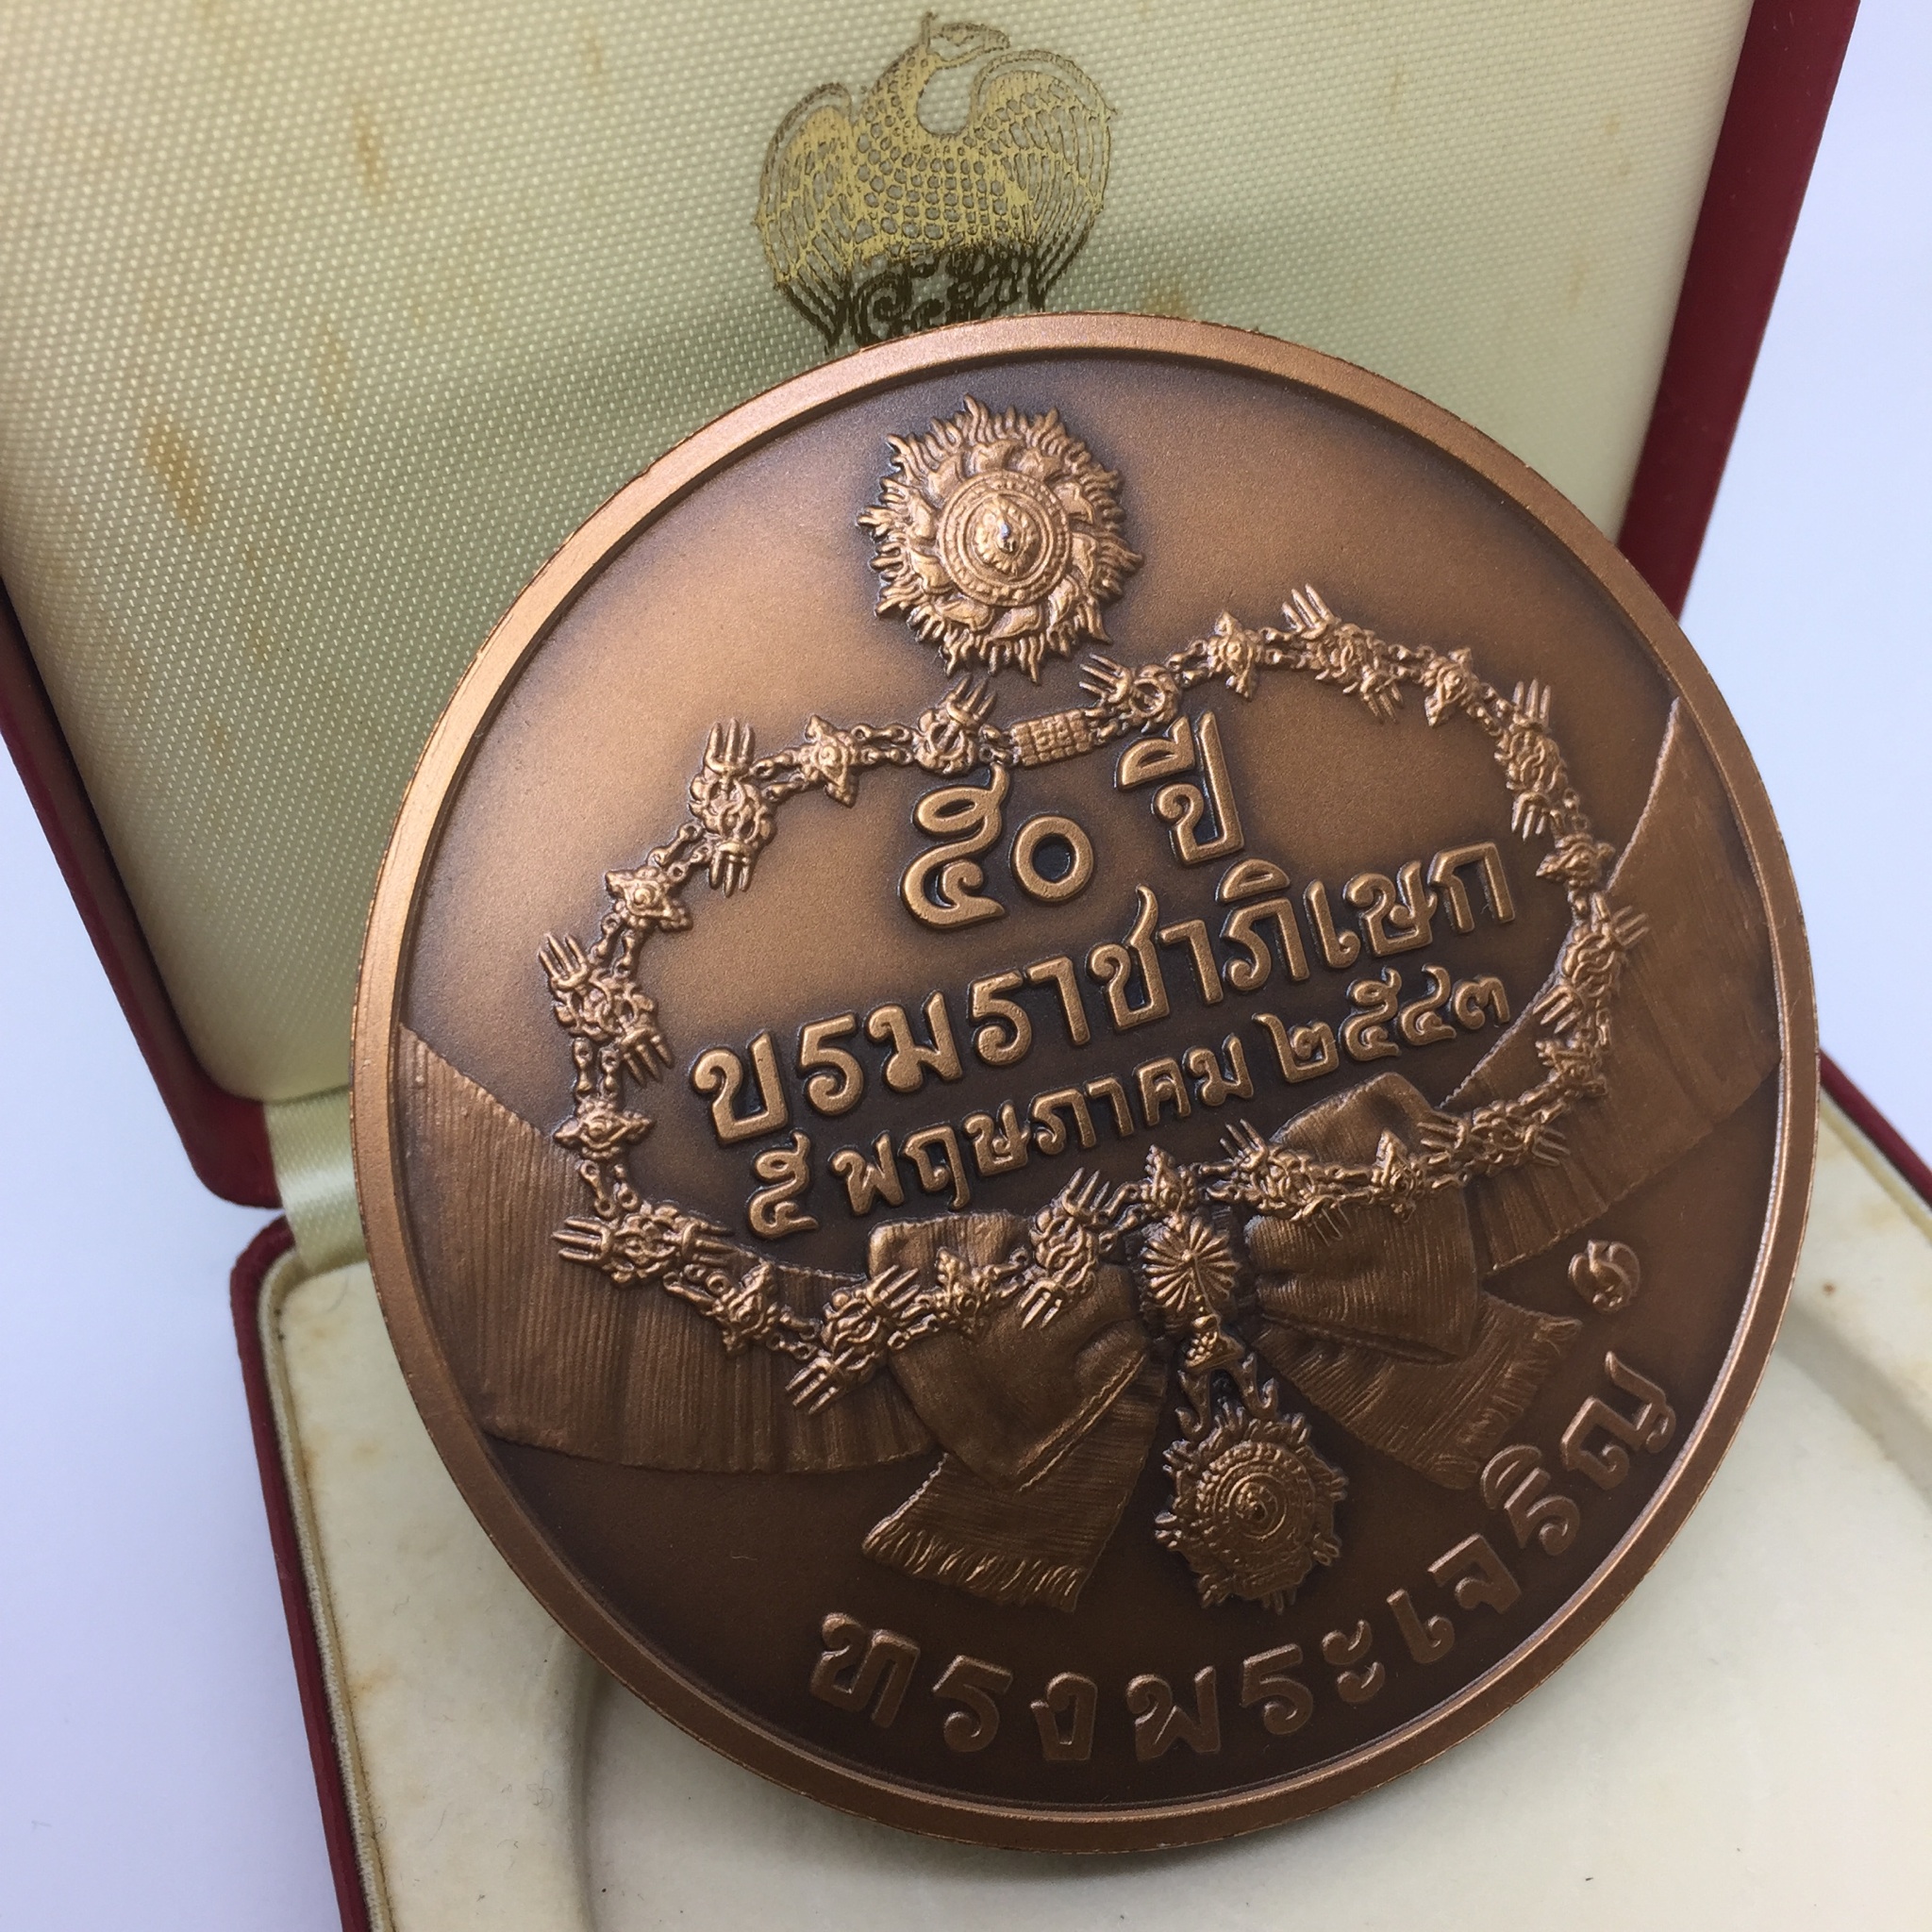 ๕๐ ปี
บรมราชาภิเษก
๕ พฤษภาคม ๒๕๔๓
ทรงพระเจริญ